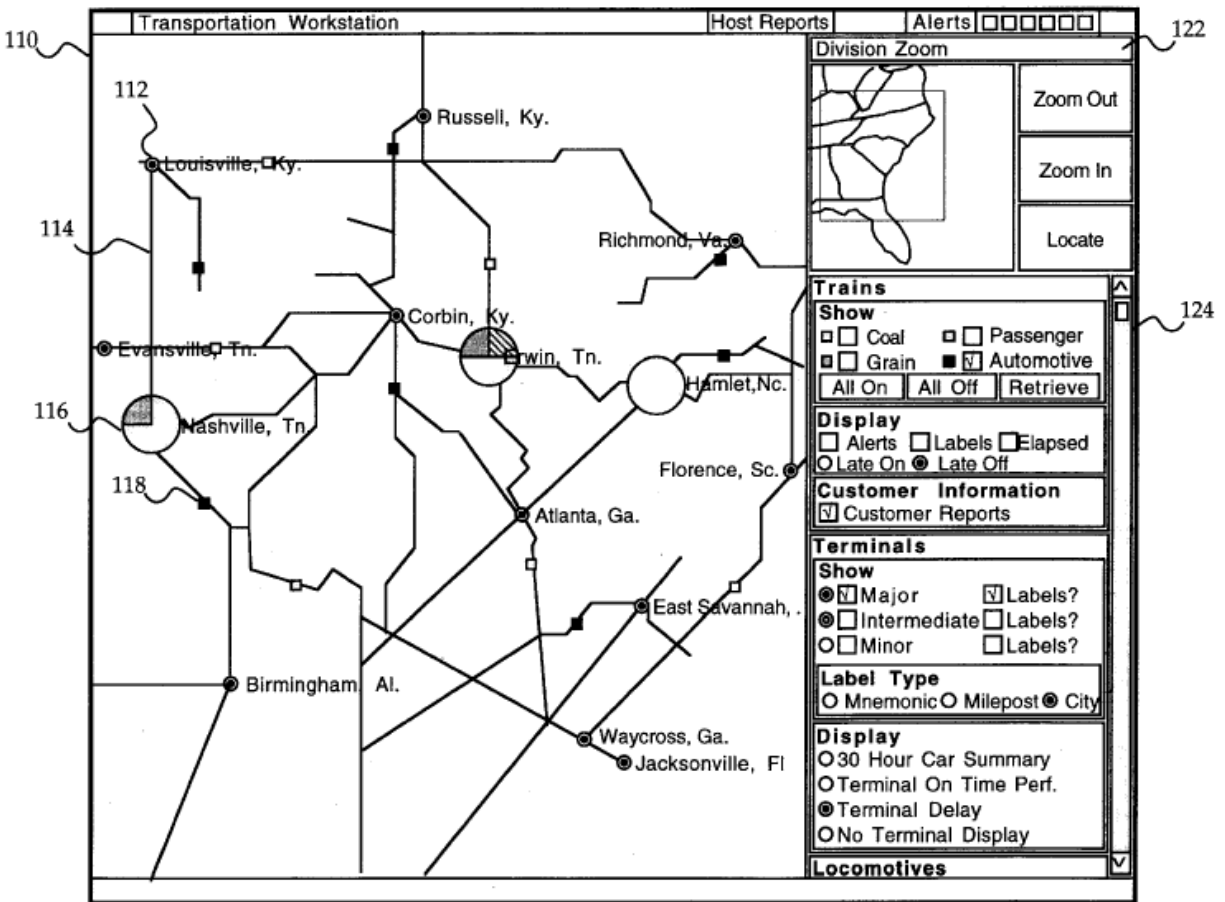 Transportation Workstation
Host Reports
Alerts
110
122
Division Zoom
112
Russell, Ky.
Zoom Out
Louisville, Ky.
Zoom In
114
Richmond, Va.
Locate
Trains
Show
Coal
Passenger
Grain
Automotive
All On
All Off
Retrieve
124
Corbin, Ky.
Evansville, Tn.
Erwin, Tn.
Hamlet,Nc.
116
Nashville, Tn
Display
Alerts
Labels
Elapsed
Late On
Late Off
Florence, Sc.
118
Customer Information
Customer Reports
Atlanta, Ga.
Terminals
Show
Major
Labels?
Intermediate
Labels?
Minor
Labels?
East Savannah, .
Label Type
Mnemonic
Milepost
City
Birmingham, Al.
Waycross, Ga.
Jacksonville, Fl
Display
30 Hour Car Summary
Terminal On Time Perf.
Terminal Delay
No Terminal Display
Locomotives